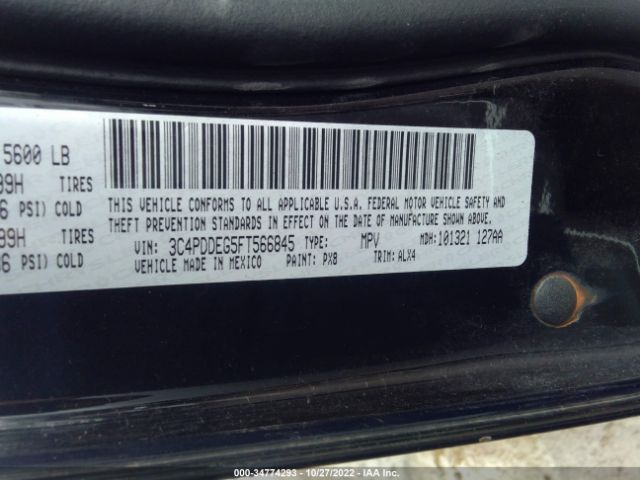 5600 LB
99H TIRES
6 PSI) COLD
99H TIRES
36 PSI) COLD
THIS VEHICLE CONFORMS TO ALL APPLICABLE U.S.A. FEDERAL MOTOR VEHICLE SAFETY AND
THEFT PREVENTION STANDARDS IN EFFECT ON THE DATE OF MANUFACTURE SHOWN ABOVE.
VIN: 3C4PDDEG5FT566845 TYPE: MPV MDH: 101321 127AA
VEHICLE MADE IN MEXICO PAINT: PX8 TRIM: ALX4
000-34774293 - 10/27/2022 - IAA Inc.